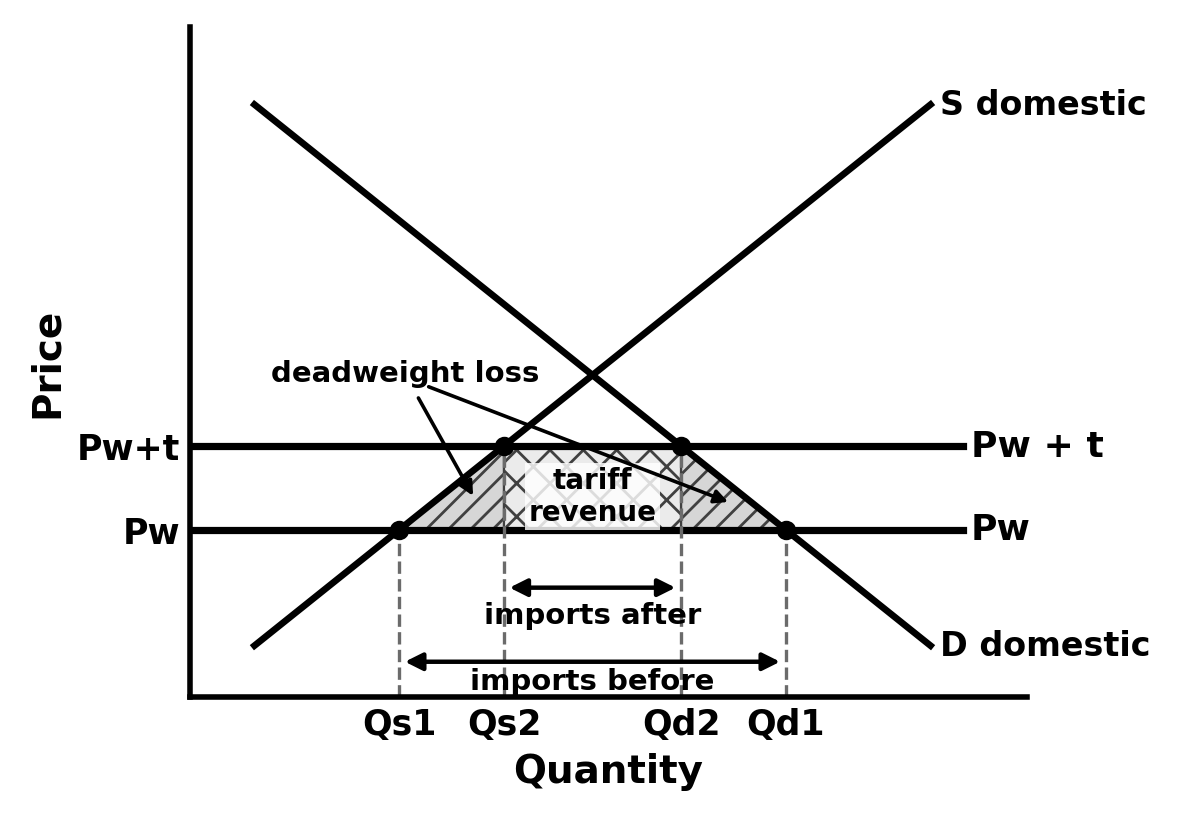 S domestic
Price
deadweight loss
Pw+t
Pw + t
tariff
revenue
Pw
Pw
imports after
D domestic
imports before
Qs1
Qs2
Qd2
Qd1
Quantity